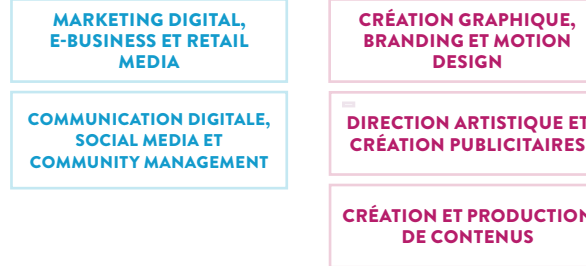 MARKETING DIGITAL,
E-BUSINESS ET RETAIL
MEDIA
COMMUNICATION DIGITALE,
SOCIAL MEDIA ET
COMMUNITY MANAGEMENT
CRÉATION GRAPHIQUE,
BRANDING ET MOTION
DESIGN
DIRECTION ARTISTIQUE ET
CRÉATION PUBLICITAIRES
CRÉATION ET PRODUCTION
DE CONTENUS